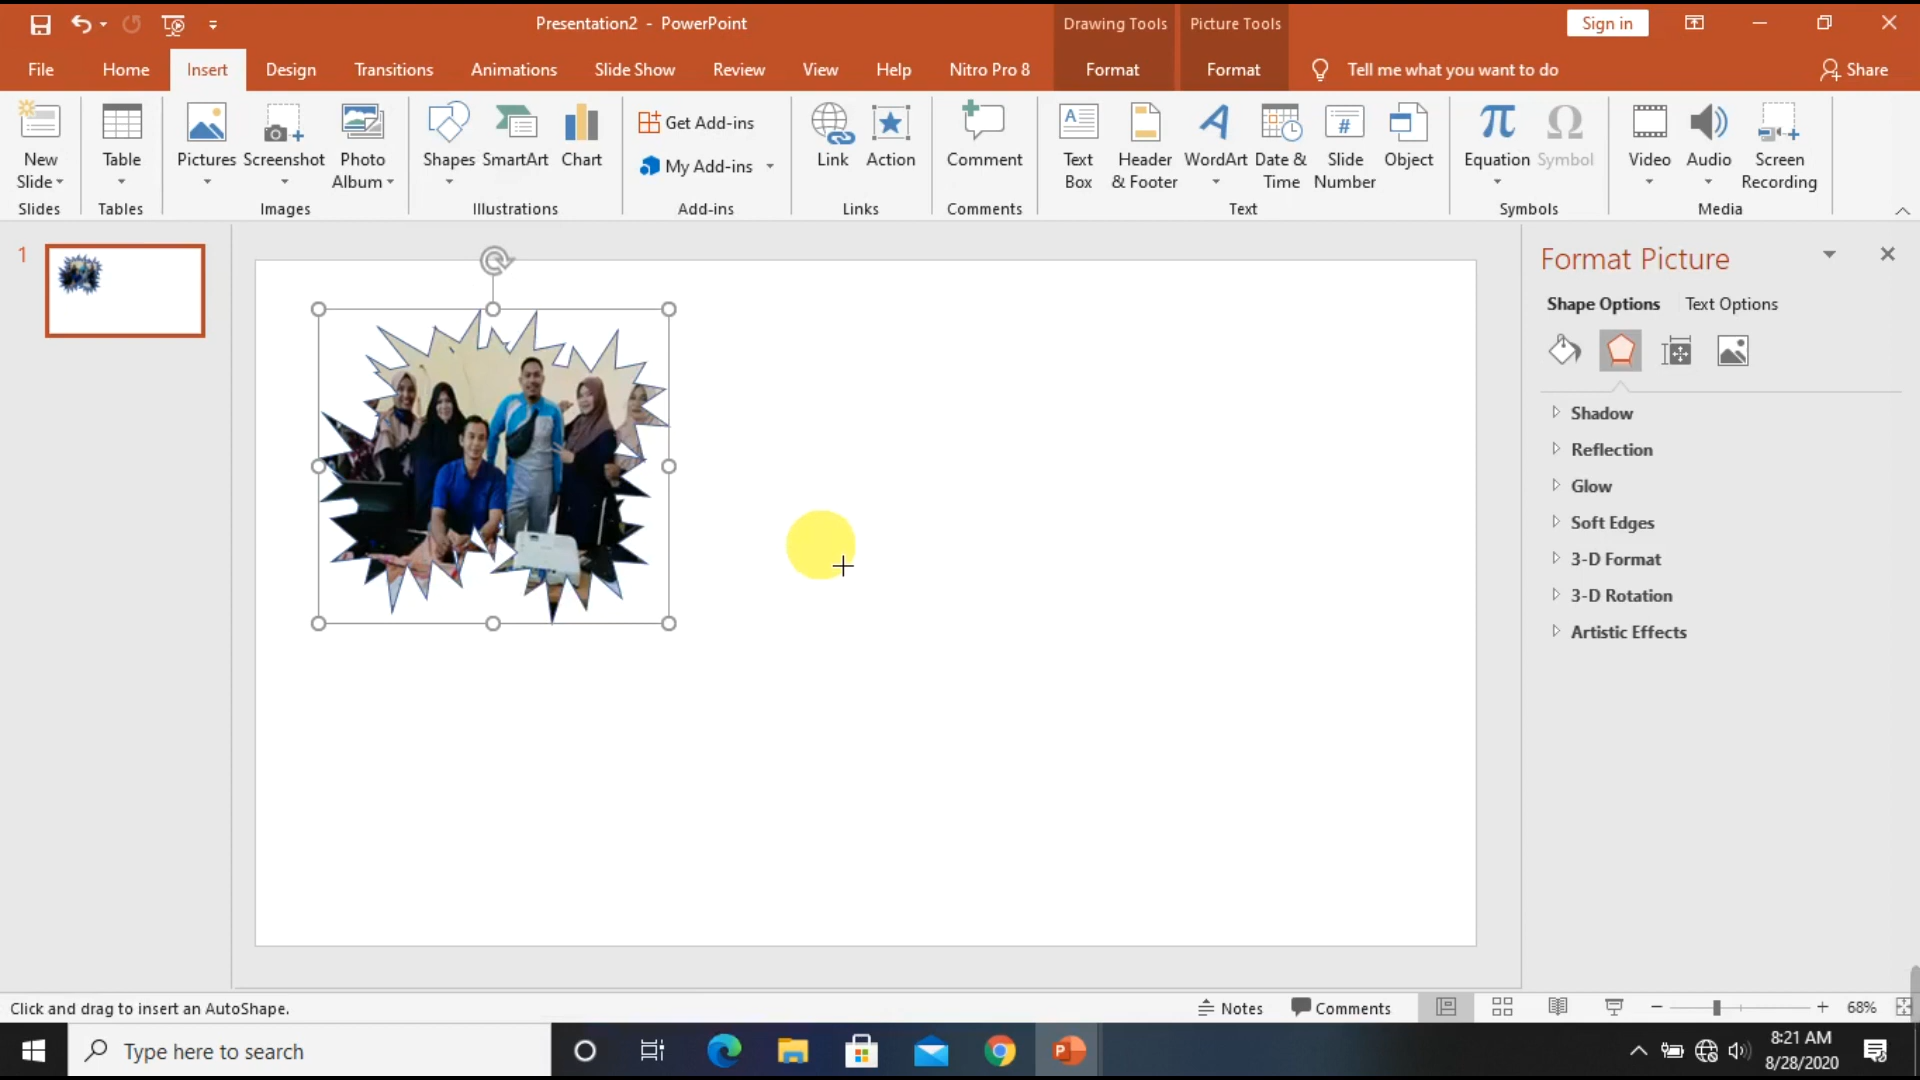 Presentation2 - PowerPoint
Drawing Tools
Picture Tools
Sign in
File
Home
Insert
Design
Transitions
Animations
Slide Show
Review
View
Help
Nitro Pro 8
Format
Format
Tell me what you want to do
Share
New Slide
Table
Pictures
Screenshot
Photo Album
Shapes
SmartArt
Chart
Get Add-ins
My Add-ins
Link
Action
Comment
Text Box
Header & Footer
WordArt
Date & Time
Slide Number
Object
Equation
Symbol
Video
Audio
Screen Recording
Slides
Tables
Images
Illustrations
Add-ins
Links
Comments
Text
Symbols
Media
1
Format Picture
Shape Options
Text Options
Shadow
Reflection
Glow
Soft Edges
3-D Format
3-D Rotation
Artistic Effects
Click and drag to insert an AutoShape.
Notes
Comments
68%
Type here to search
8:21 AM
8/28/2020